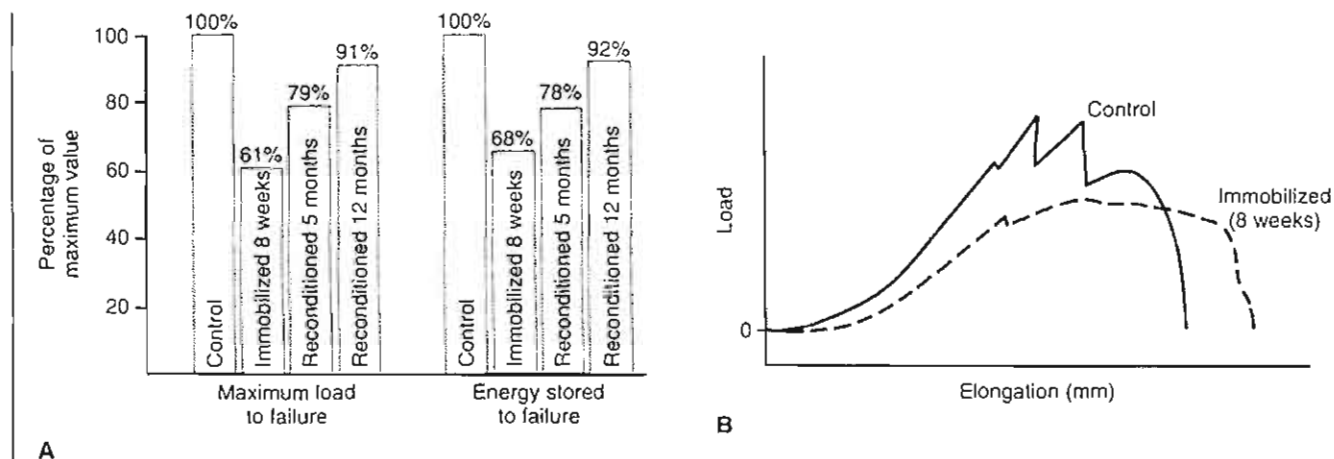 Percentage of
maximum value
100
80
60
40
20
100%
61%
79%
91%
Control
Immobilized 8 weeks
Reconditioned 5 months
Reconditioned 12 months
Maximum load
to failure
100%
68%
78%
92%
Control
Immobilized 8 weeks
Reconditioned 5 months
Reconditioned 12 months
Energy stored
to failure
A
Load
0
Control
Immobilized
(8 weeks)
Elongation (mm)
B